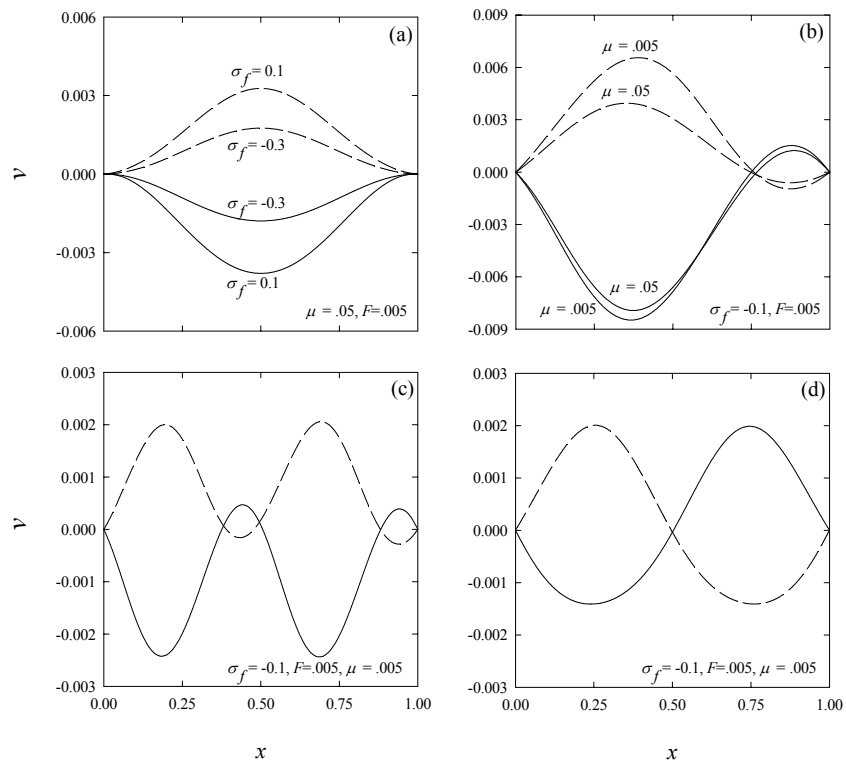 0.006
(a)
σf= 0.1
0.003
σf= -0.3
v
0.000
σf= -0.3
-0.003
σf= 0.1
μ = .05, F=.005
-0.006
0.009
(b)
μ = .005
0.006
μ = .05
0.003
0.000
-0.003
-0.006
μ = .05
μ = .005
σf= -0.1, F=.005
-0.009
0.003
(c)
0.002
0.001
v
0.000
-0.001
-0.002
σf= -0.1, F=.005, μ = .005
-0.003
0.00 0.25 0.50 0.75 1.00
x
0.003
(d)
0.002
0.001
0.000
-0.001
-0.002
σf= -0.1, F=.005, μ = .005
-0.003
0.00 0.25 0.50 0.75 1.00
x